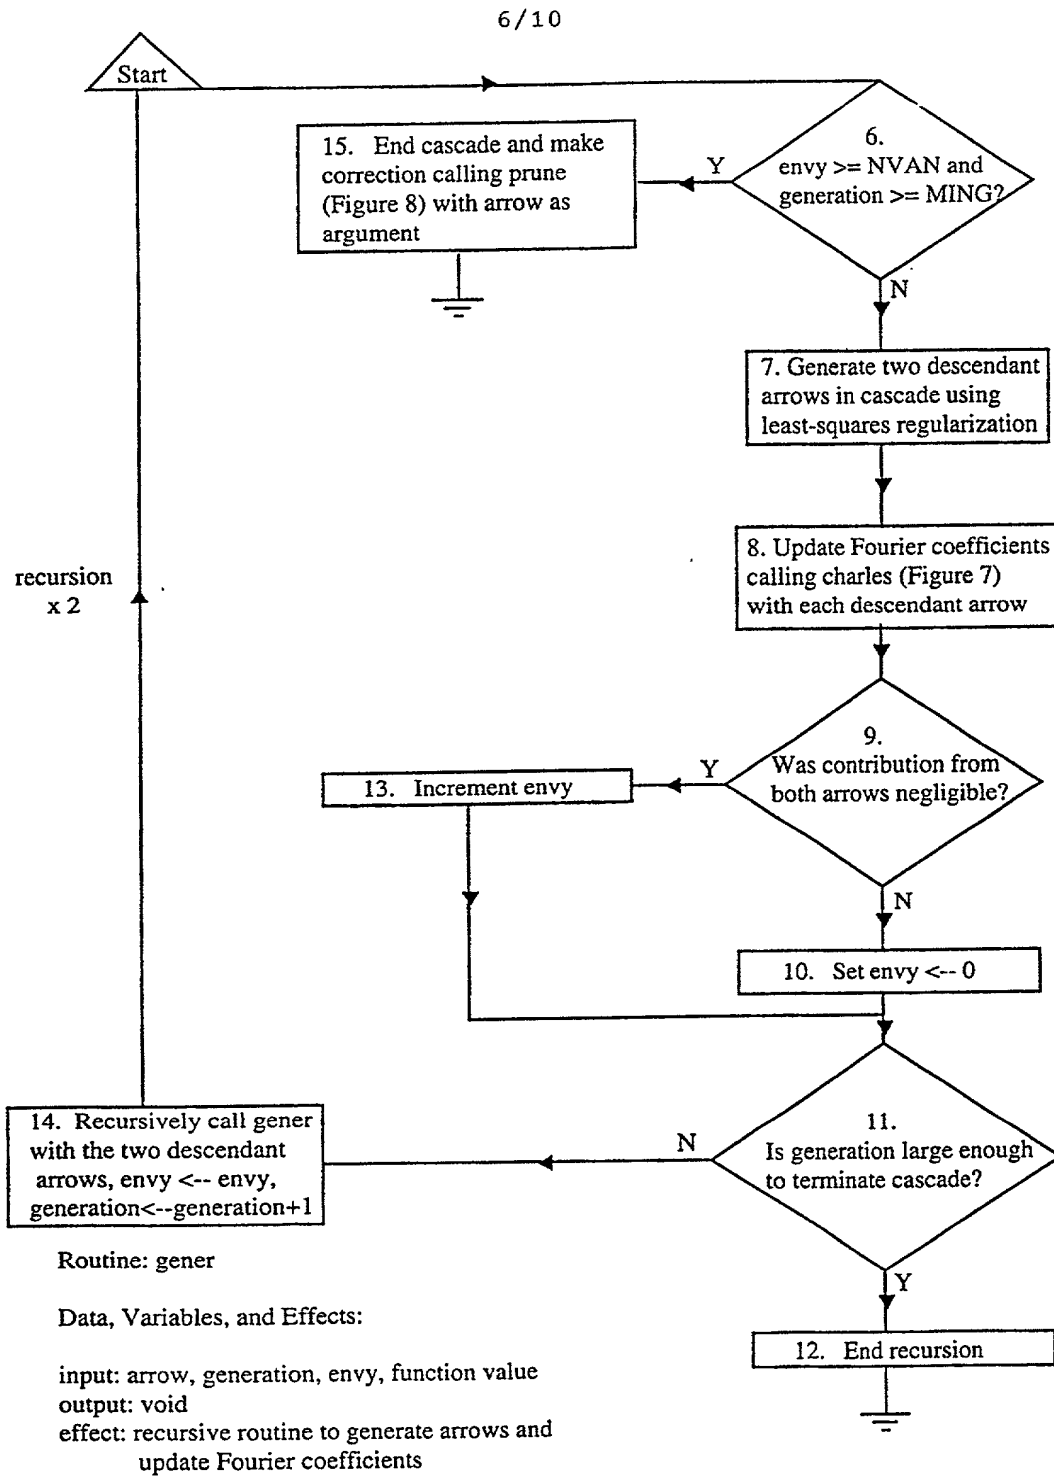 6/10
Start
15. End cascade and make
correction calling prune
(Figure 8) with arrow as
argument
Y
6.
envy >= NVAN and
generation >= MING?
N
7. Generate two descendant
arrows in cascade using
least-squares regularization
8. Update Fourier coefficients
calling charles (Figure 7)
with each descendant arrow
recursion
x 2
9.
Was contribution from
both arrows negligible?
Y
13. Increment envy
N
10. Set envy <-- 0
11.
Is generation large enough
to terminate cascade?
N
14. Recursively call gener
with the two descendant
arrows, envy <-- envy,
generation<--generation+1
Y
12. End recursion
Routine: gener
Data, Variables, and Effects:
input: arrow, generation, envy, function value
output: void
effect: recursive routine to generate arrows and
update Fourier coefficients